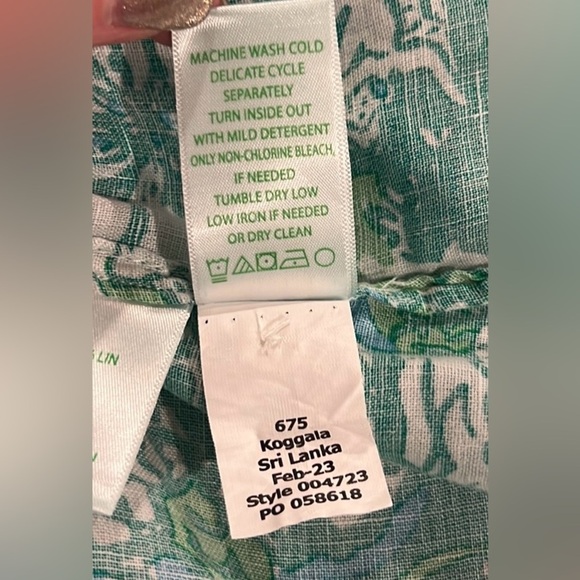 MACHINE WASH COLD
DELICATE CYCLE
SEPARATELY
TURN INSIDE OUT
WITH MILD DETERGENT
ONLY NON-CHLORINE BLEACH,
IF NEEDED
TUMBLE DRY LOW
LOW IRON IF NEEDED
OR DRY CLEAN
LIN
675
Koggala
Sri Lanka
Feb-23
Style 004723
PO 058618